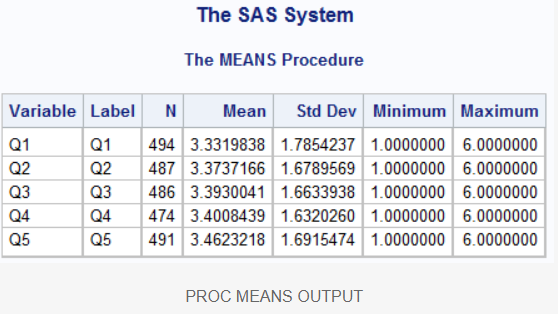 The SAS System
The MEANS Procedure
Variable Label N Mean Std Dev Minimum Maximum
Q1 Q1 494 3.3319838 1.7854237 1.0000000 6.0000000
Q2 Q2 487 3.3737166 1.6789569 1.0000000 6.0000000
Q3 Q3 486 3.3930041 1.6633938 1.0000000 6.0000000
Q4 Q4 474 3.4008439 1.6320260 1.0000000 6.0000000
Q5 Q5 491 3.4623218 1.6915474 1.0000000 6.0000000
PROC MEANS OUTPUT